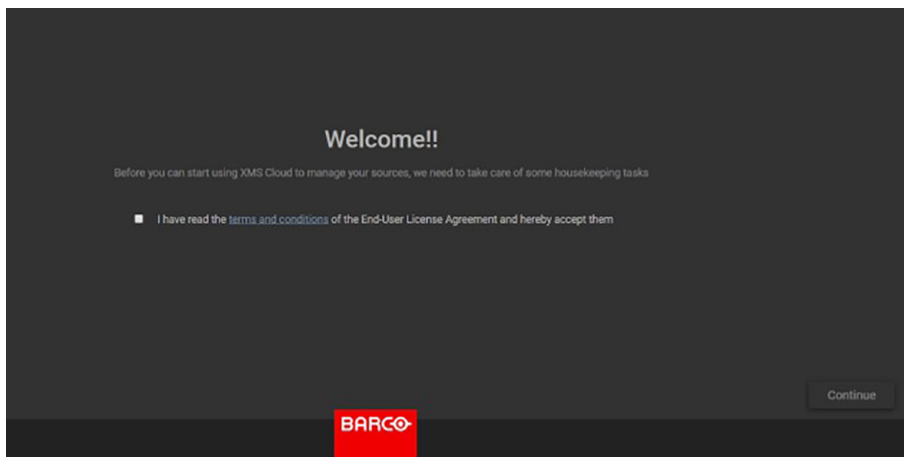 Welcome!!
Before you can start using XMS Cloud to manage your sources, we need to take care of some housekeeping tasks
I have read the terms and conditions of the End-User License Agreement and hereby accept them
Continue
BARCO